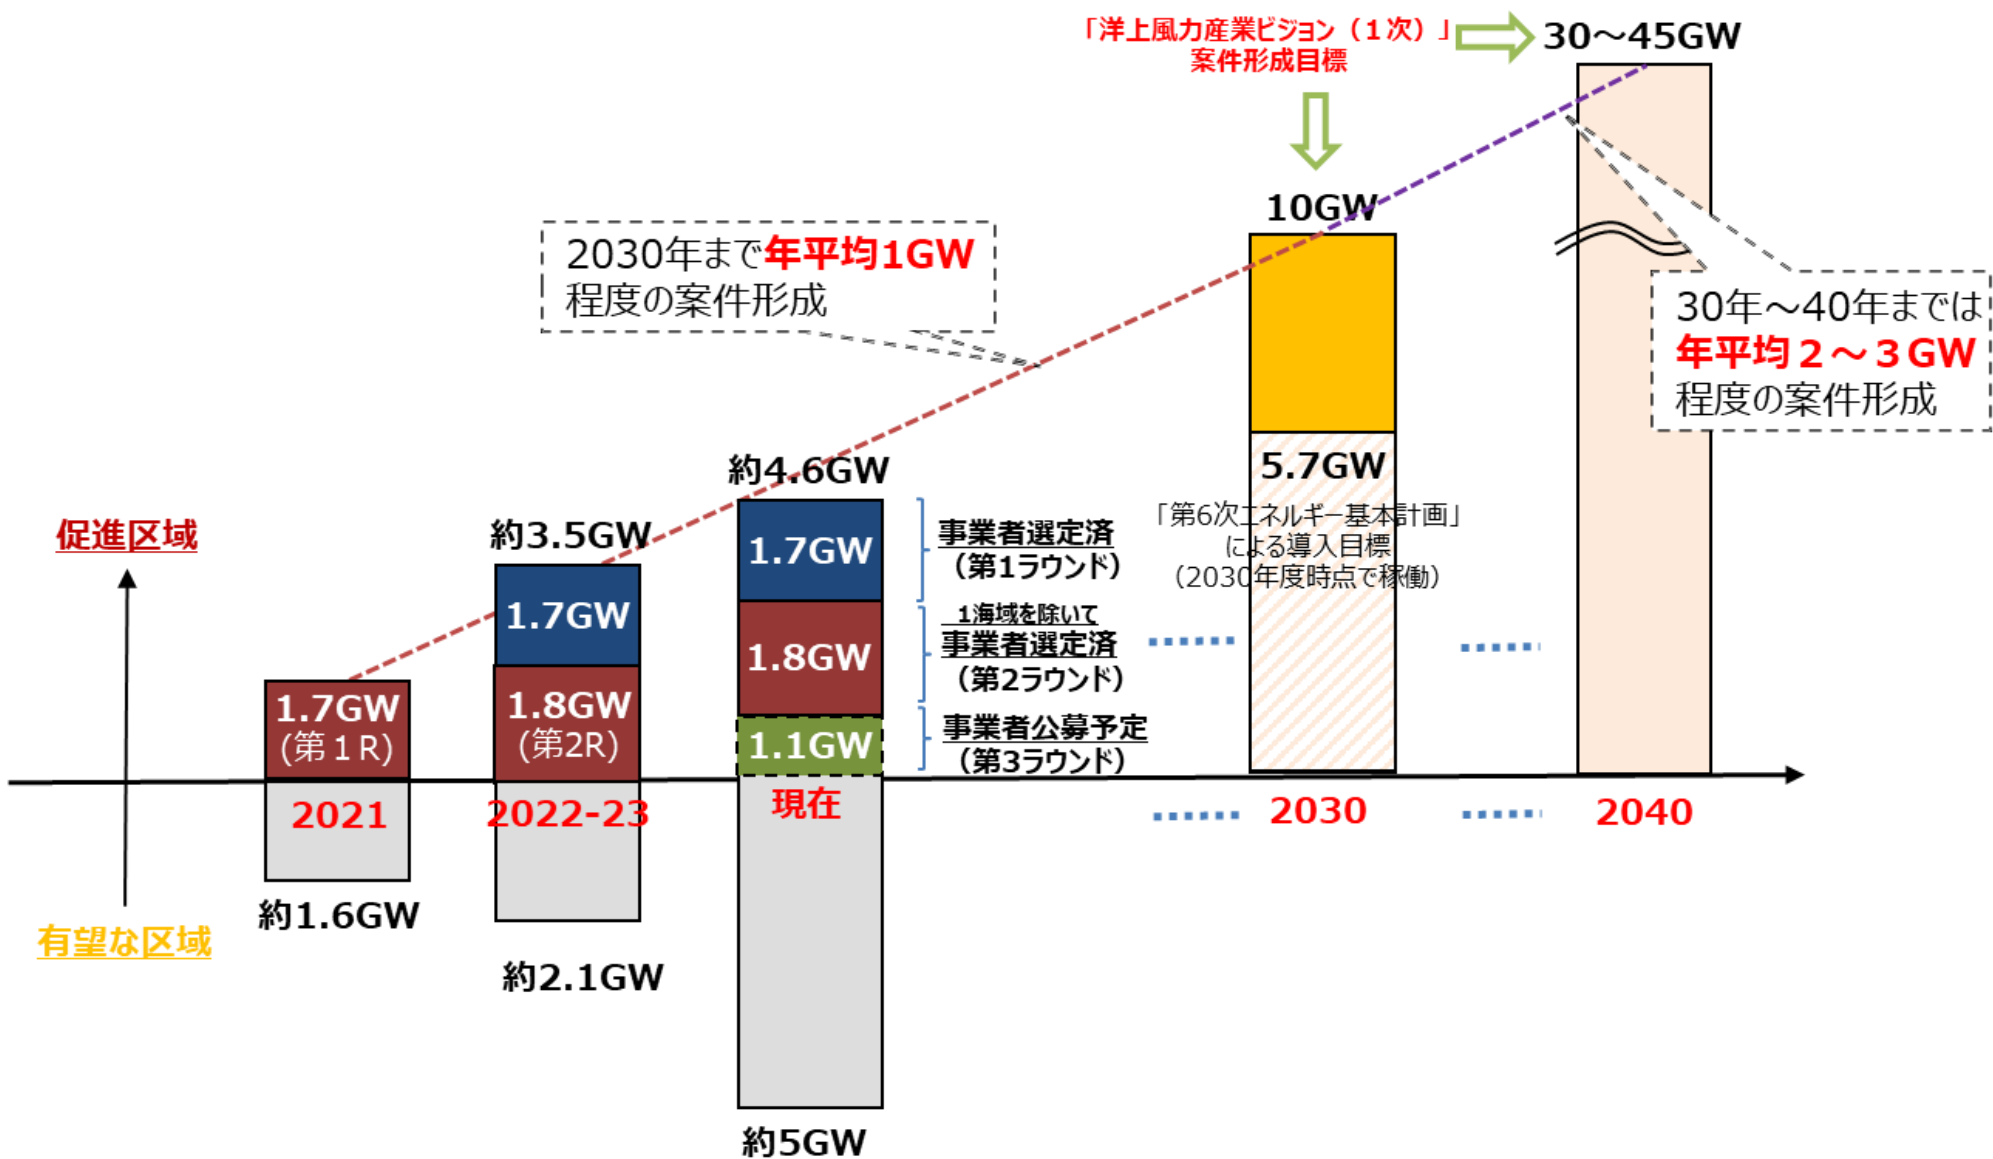 「洋上風力産業ビジョン（１次）」
案件形成目標
30～45GW
10GW
2030年まで年平均1GW
程度の案件形成
30年～40年までは
年平均２～３GW
程度の案件形成
促進区域
有望な区域
1.7GW
(第１R)
2021
約1.6GW
約3.5GW
1.7GW
1.8GW
(第2R)
2022-23
約2.1GW
約4.6GW
1.7GW
1.8GW
1.1GW
現在
約5GW
事業者選定済
（第1ラウンド）
１海域を除いて
事業者選定済
（第2ラウンド）
事業者公募予定
（第3ラウンド）
5.7GW
「第6次エネルギー基本計画」
による導入目標
（2030年度時点で稼働）
2030
2040